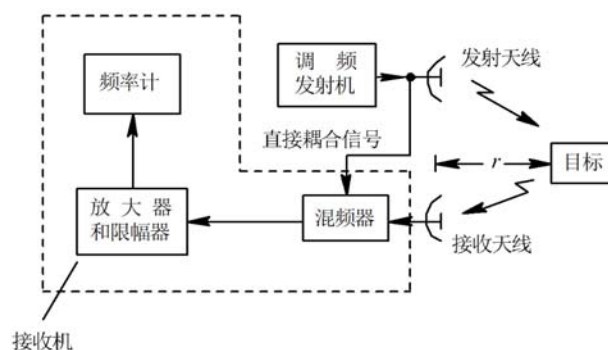 频率计
调 频
发射机
发射天线
直接耦合信号
r
目标
放 大 器
和限幅器
混频器
接收天线
接收机